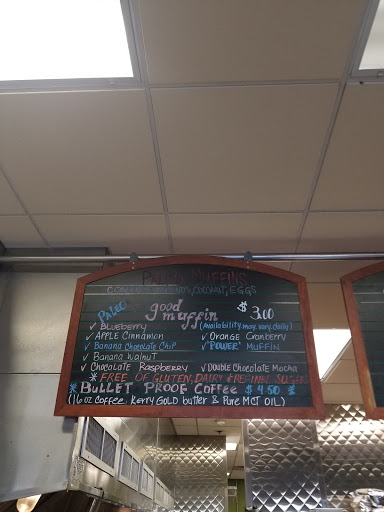 PALEO MUFFINS
COCONUT, EGGS
Paleo good muffin $3.00
(Availability may vary daily)
✓ BLUEBERRY
✓ APPLE Cinnamon ✓ Orange Cranberry
✓ Banana Chocolate Chip ✓ "POWER" MUFFIN
✓ Banana Walnut
✓ Chocolate Raspberry ✓ DOUBLE Chocolate Mocha
* FREE OF GLUTEN, DAIRY & REFINED SUGAR *
* BULLET PROOF COFFEE $4.50 *
(16 oz Coffee, Kerry GOLD butter & Pure MCT OIL)